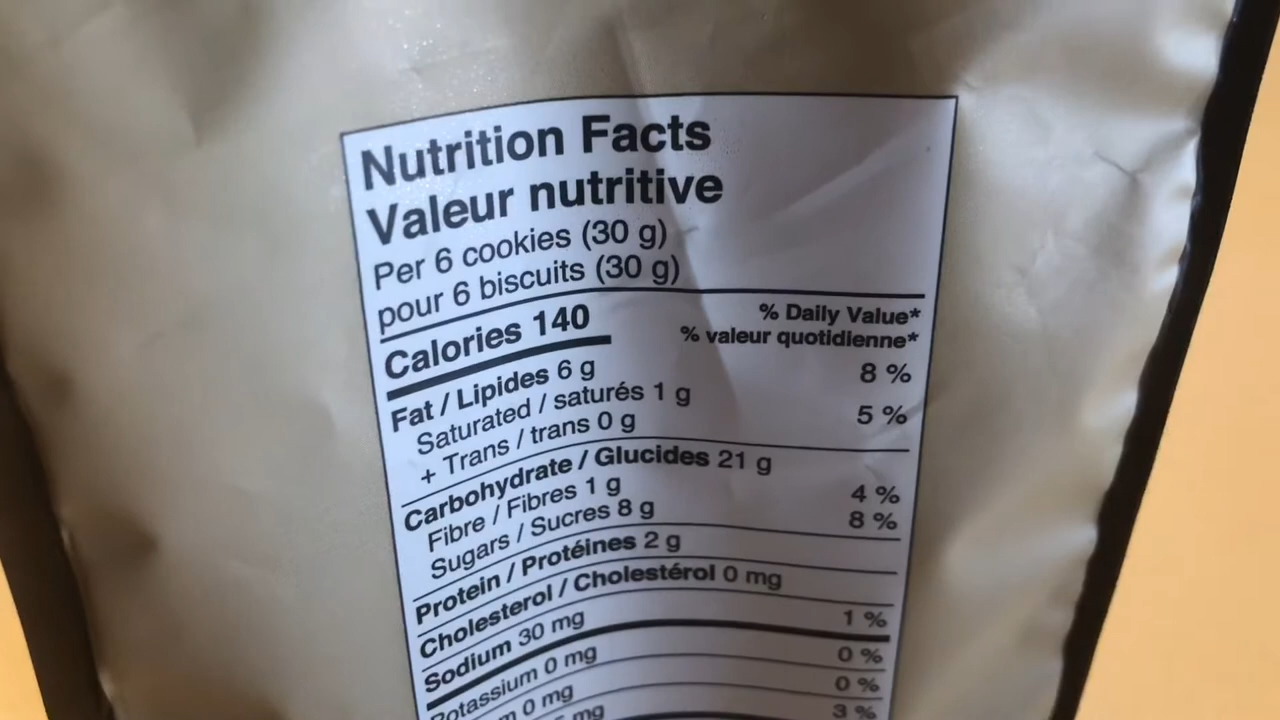 Nutrition Facts
Valeur nutritive
Per 6 cookies (30 g)
pour 6 biscuits (30 g)
Calories 140
% Daily Value*
% valeur quotidienne*
Fat / Lipides 6 g 8 %
Saturated / saturés 1 g 5 %
+ Trans / trans 0 g
Carbohydrate / Glucides 21 g
Fibre / Fibres 1 g 4 %
Sugars / Sucres 8 g 8 %
Protein / Protéines 2 g
Cholesterol / Cholestérol 0 mg
Sodium 30 mg 1 %
Potassium 0 mg 0 %
0 mg 0 %
mg 3 %